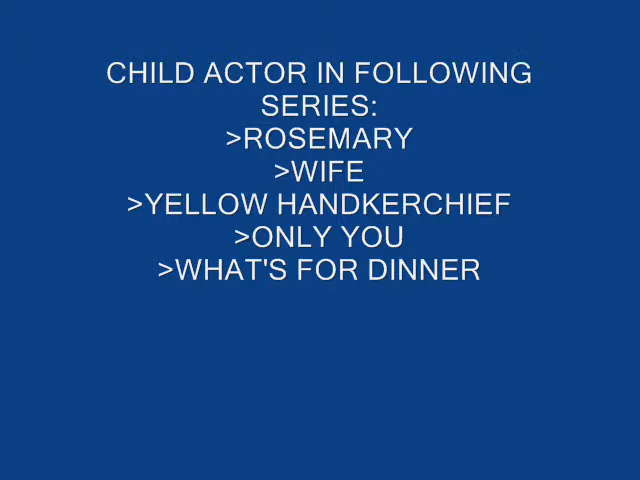 CHILD ACTOR IN FOLLOWING
SERIES:
>ROSEMARY
>WIFE
>YELLOW HANDKERCHIEF
>ONLY YOU
>WHAT'S FOR DINNER